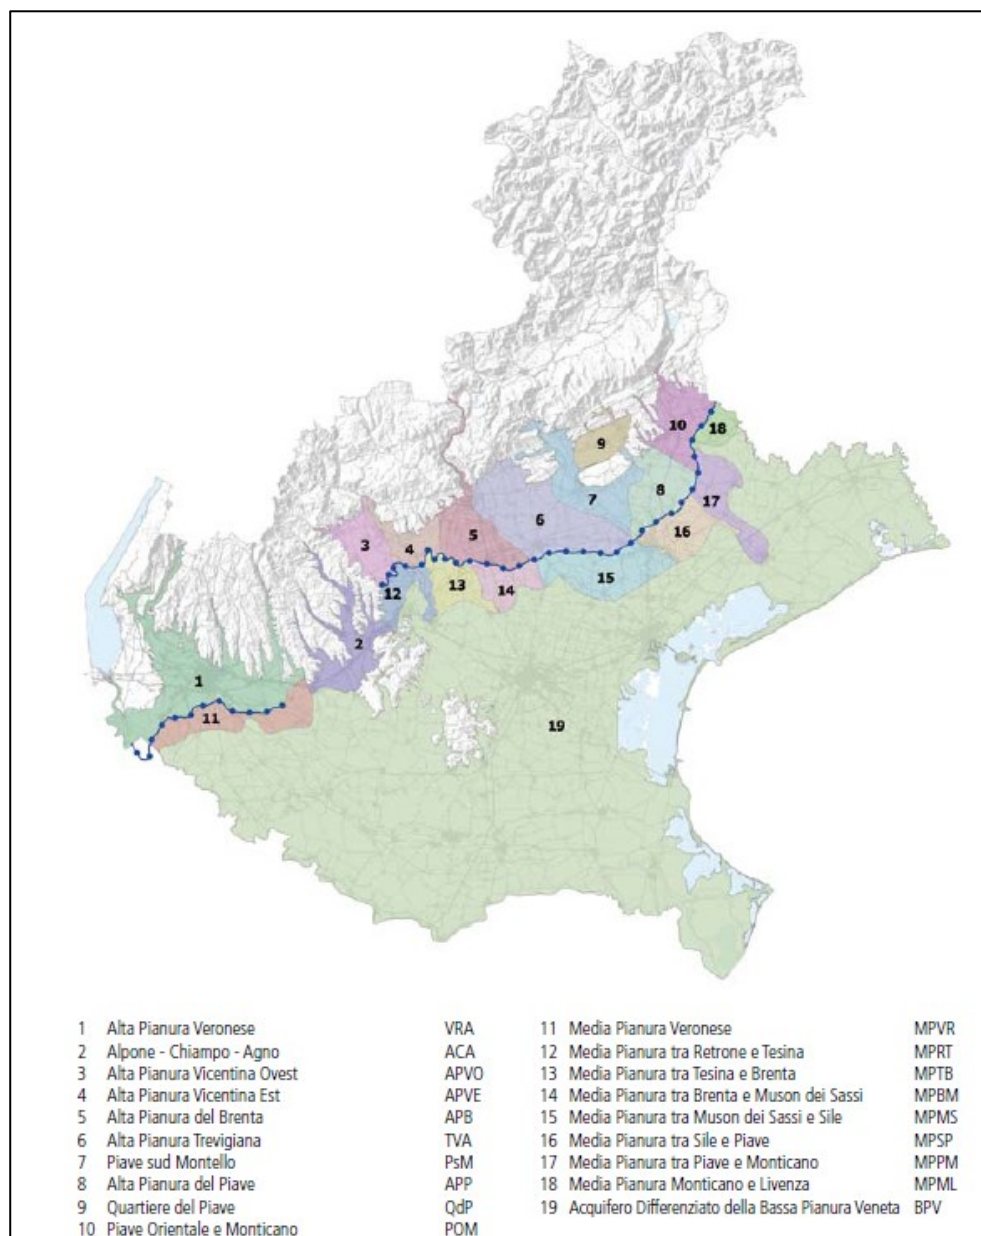 10
18
9
8
17
7
6
16
5
3
4
15
12
13
14
2
1
11
19
1 Alta Pianura Veronese VRA
2 Alpone - Chiampo - Agno ACA
3 Alta Pianura Vicentina Ovest APVO
4 Alta Pianura Vicentina Est APVE
5 Alta Pianura del Brenta APB
6 Alta Pianura Trevigiana TVA
7 Piave sud Montello PsM
8 Alta Pianura del Piave APP
9 Quartiere del Piave QdP
10 Piave Orientale e Monticano POM
11 Media Pianura Veronese MPVR
12 Media Pianura tra Retrone e Tesina MPRT
13 Media Pianura tra Tesina e Brenta MPTB
14 Media Pianura tra Brenta e Muson dei Sassi MPBM
15 Media Pianura tra Muson dei Sassi e Sile MPMS
16 Media Pianura tra Sile e Piave MPSP
17 Media Pianura tra Piave e Monticano MPPM
18 Media Pianura Monticano e Livenza MPML
19 Acquifero Differenziato della Bassa Pianura Veneta BPV